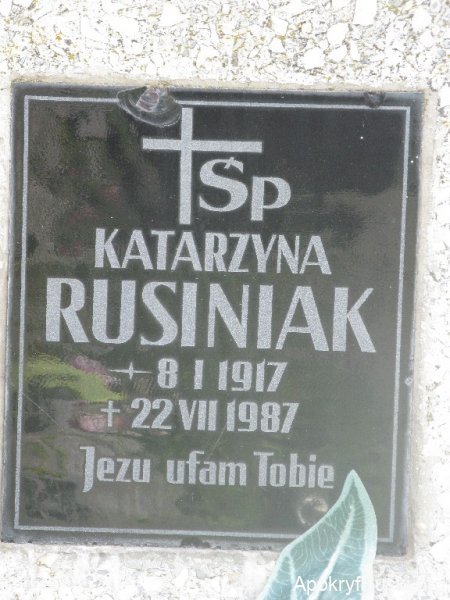 Śp
KATARZYNA
RUSINIAK
8 I 1917
† 22 VII 1987
Jezu ufam Tobie